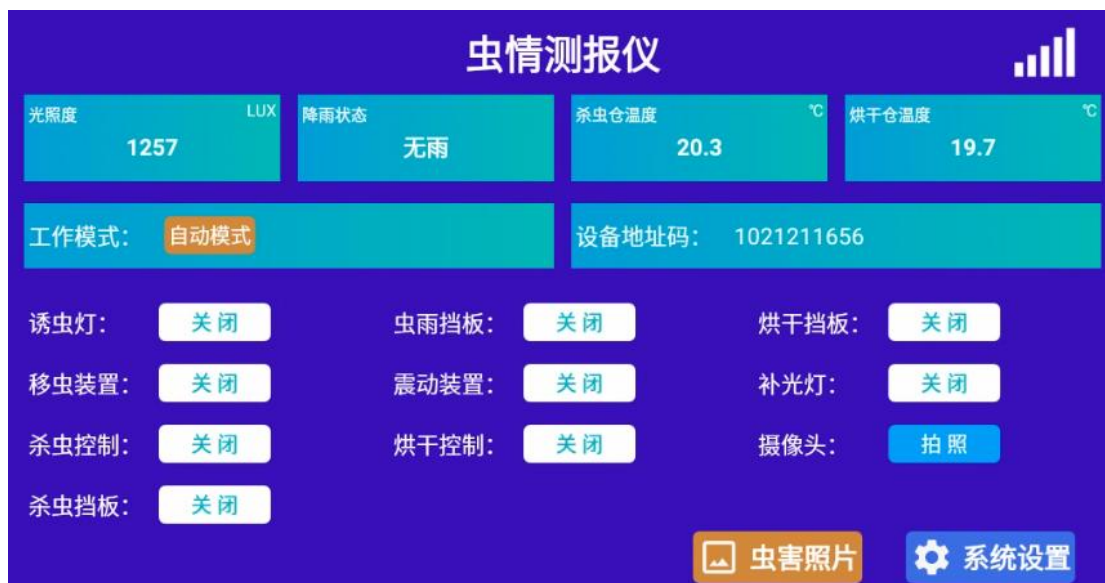 虫情测报仪
光照度 LUX 降雨状态 杀虫仓温度 ℃ 烘干仓温度 ℃
1257 无雨 20.3 19.7
工作模式： 自动模式 设备地址码： 1021211656
诱虫灯： 关闭 虫雨挡板： 关闭 烘干挡板： 关闭
移虫装置： 关闭 震动装置： 关闭 补光灯： 关闭
杀虫控制： 关闭 烘干控制： 关闭 摄像头： 拍照
杀虫挡板： 关闭
虫害照片 系统设置